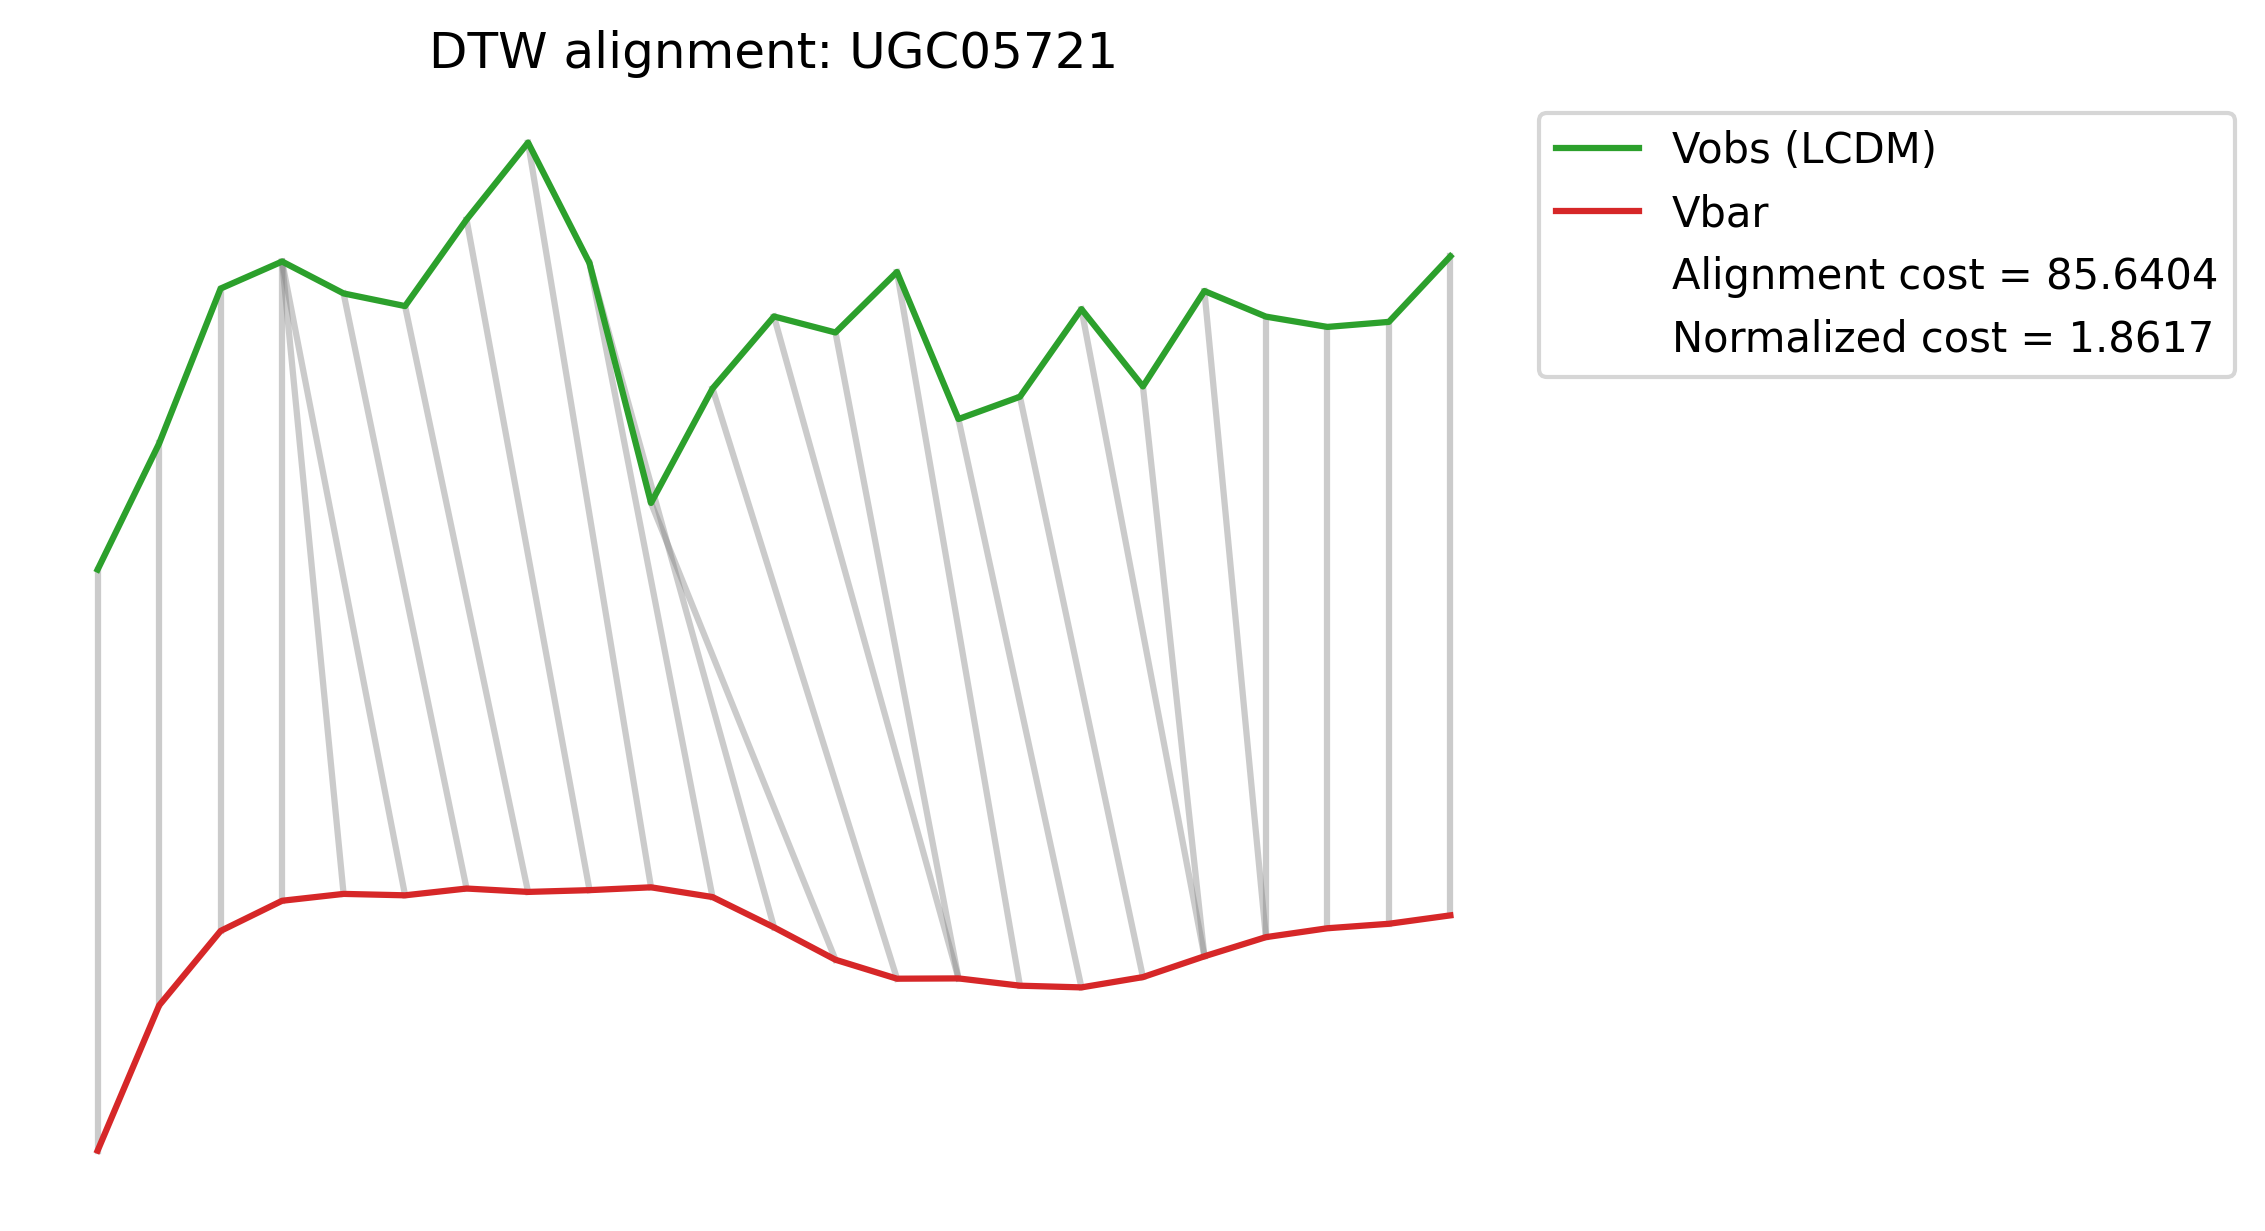 DTW alignment: UGC05721
Vobs (LCDM)
Vbar
Alignment cost = 85.6404
Normalized cost = 1.8617